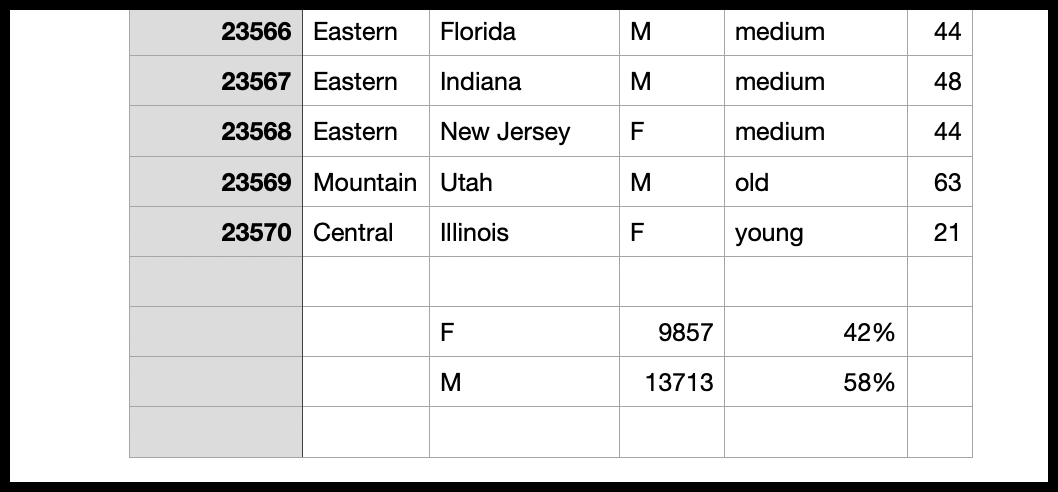 23566 Eastern Florida M medium 44
23567 Eastern Indiana M medium 48
23568 Eastern New Jersey F medium 44
23569 Mountain Utah M old 63
23570 Central Illinois F young 21
F 9857 42%
M 13713 58%